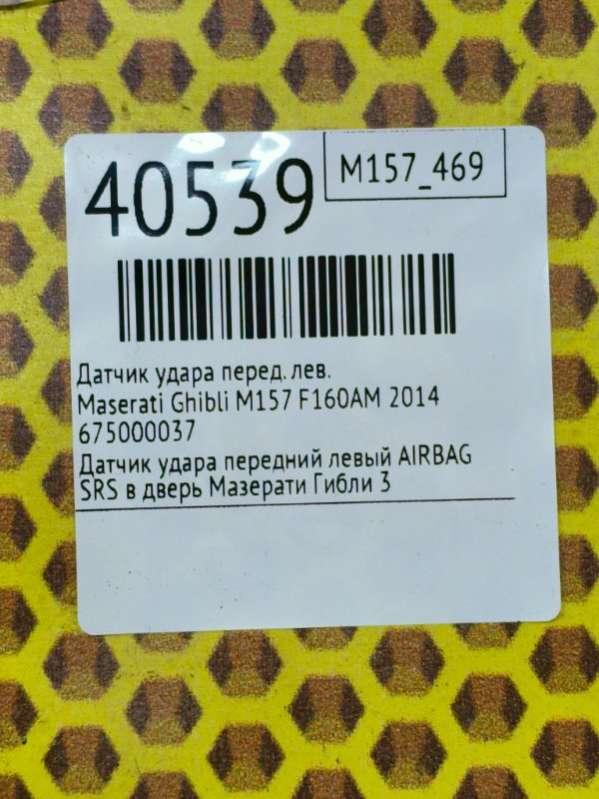 40539
M157_469
Датчик удара перед. лев.
Maserati Ghibli M157 F160AM 2014
675000037
Датчик удара передний левый AIRBAG
SRS в дверь Мазерати Гибли 3